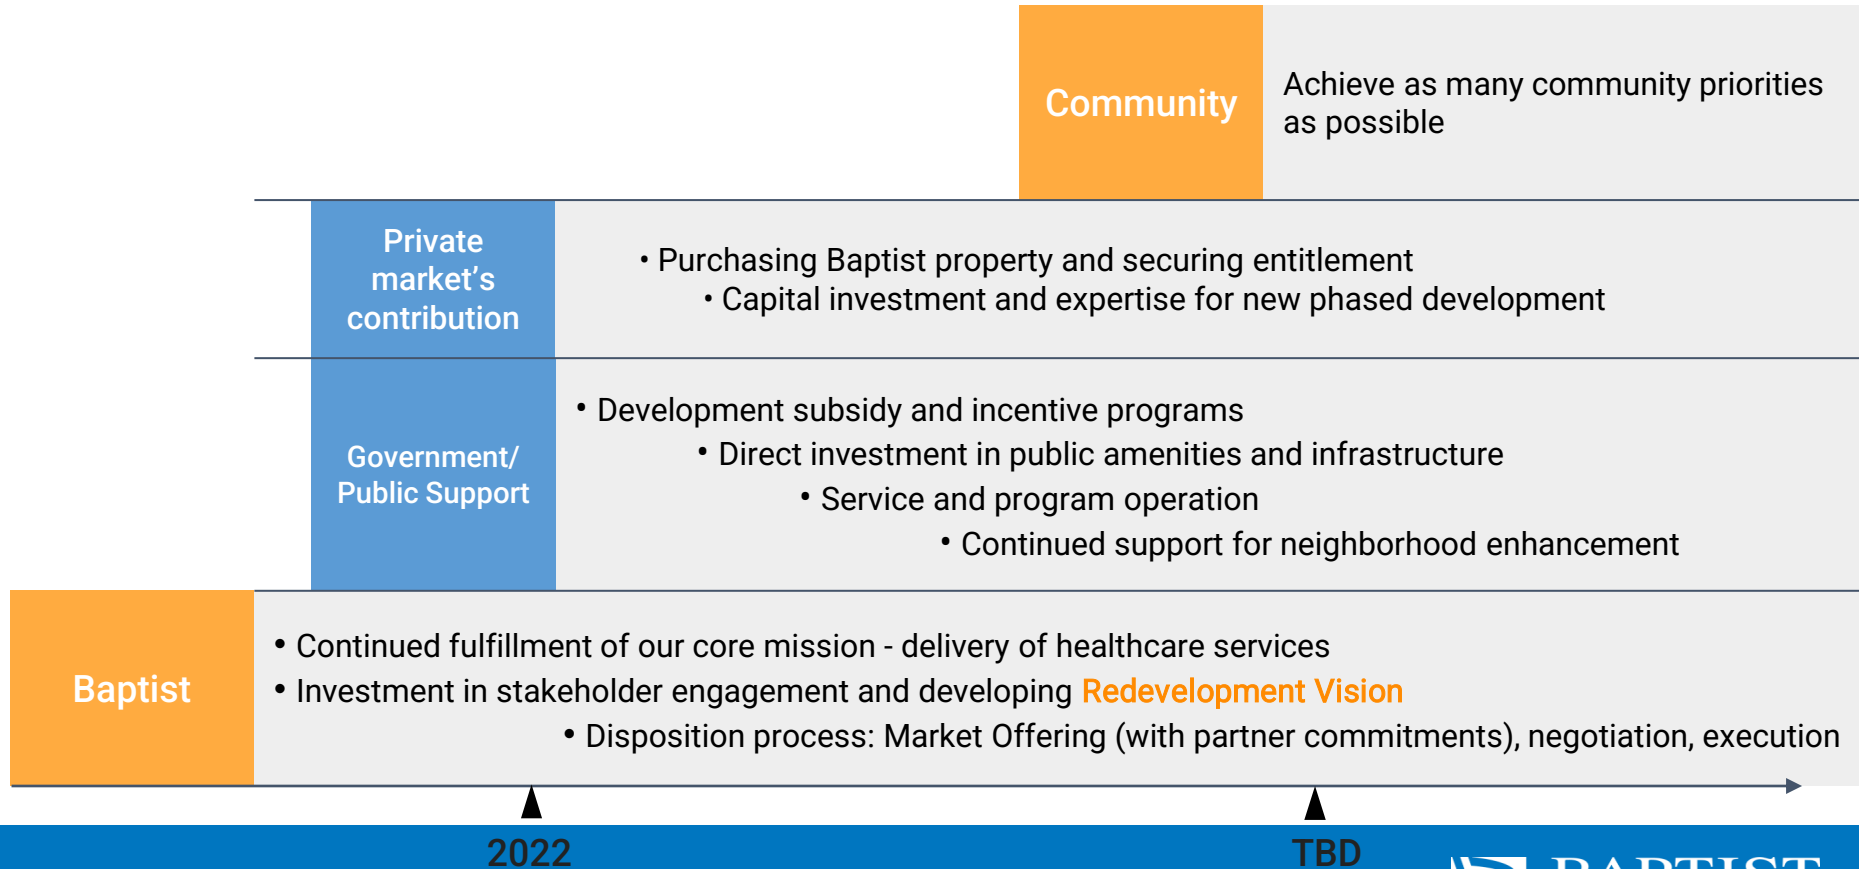 Community
Achieve as many community priorities
as possible
Private
market’s
contribution
• Purchasing Baptist property and securing entitlement
• Capital investment and expertise for new phased development
Government/
Public Support
• Development subsidy and incentive programs
• Direct investment in public amenities and infrastructure
• Service and program operation
• Continued support for neighborhood enhancement
Baptist
• Continued fulfillment of our core mission - delivery of healthcare services
• Investment in stakeholder engagement and developing Redevelopment Vision
• Disposition process: Market Offering (with partner commitments), negotiation, execution
2022
TBD
BAPTIST